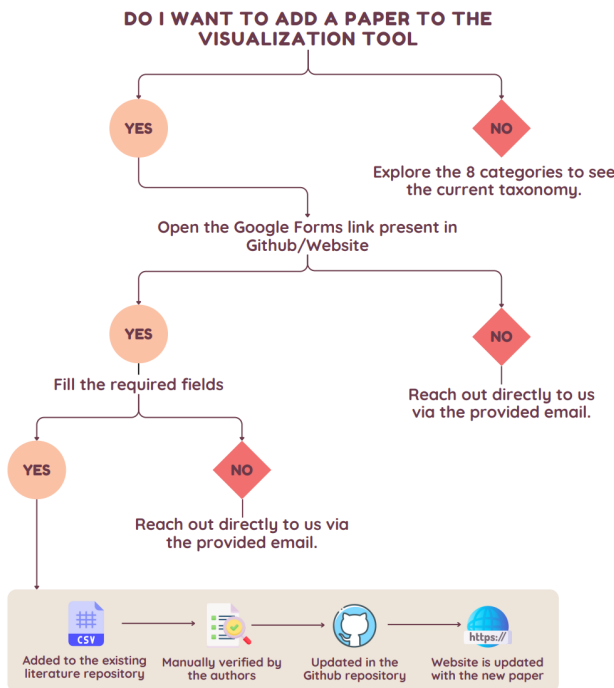 DO I WANT TO ADD A PAPER TO THE
VISUALIZATION TOOL
YES
NO
Explore the 8 categories to see
the current taxonomy.
Open the Google Forms link present in
Github/Website
YES
NO
Fill the required fields
Reach out directly to us
via the provided email.
YES
NO
Reach out directly to us via
the provided email.
CSV
https://
Added to the existing
literature repository
Manually verified by
the authors
Updated in the
Github repository
Website is updated
with the new paper